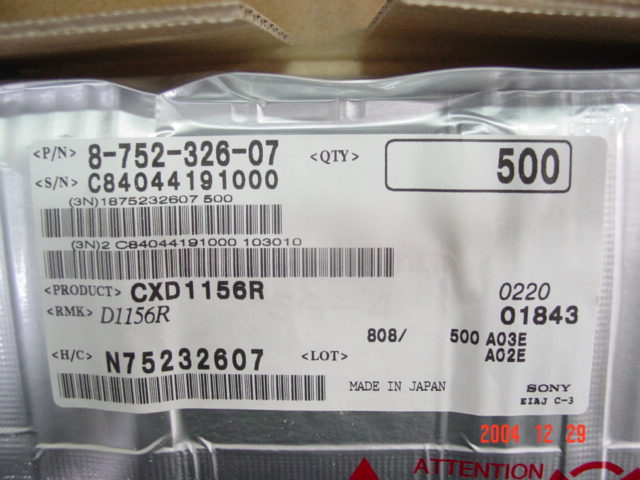 <P/N> 8-752-326-07 <QTY> 500
<S/N> C84044191000
(3N)1875232607 500
(3N)2 C84044191000 103010
<PRODUCT> CXD1156R 0220
<RMK> D1156R 01843
808/ 500 A03E
<H/C> N75232607 <LOT> A02E
MADE IN JAPAN SONY
EIAJ C-3
2004 12 29
ATTENTION